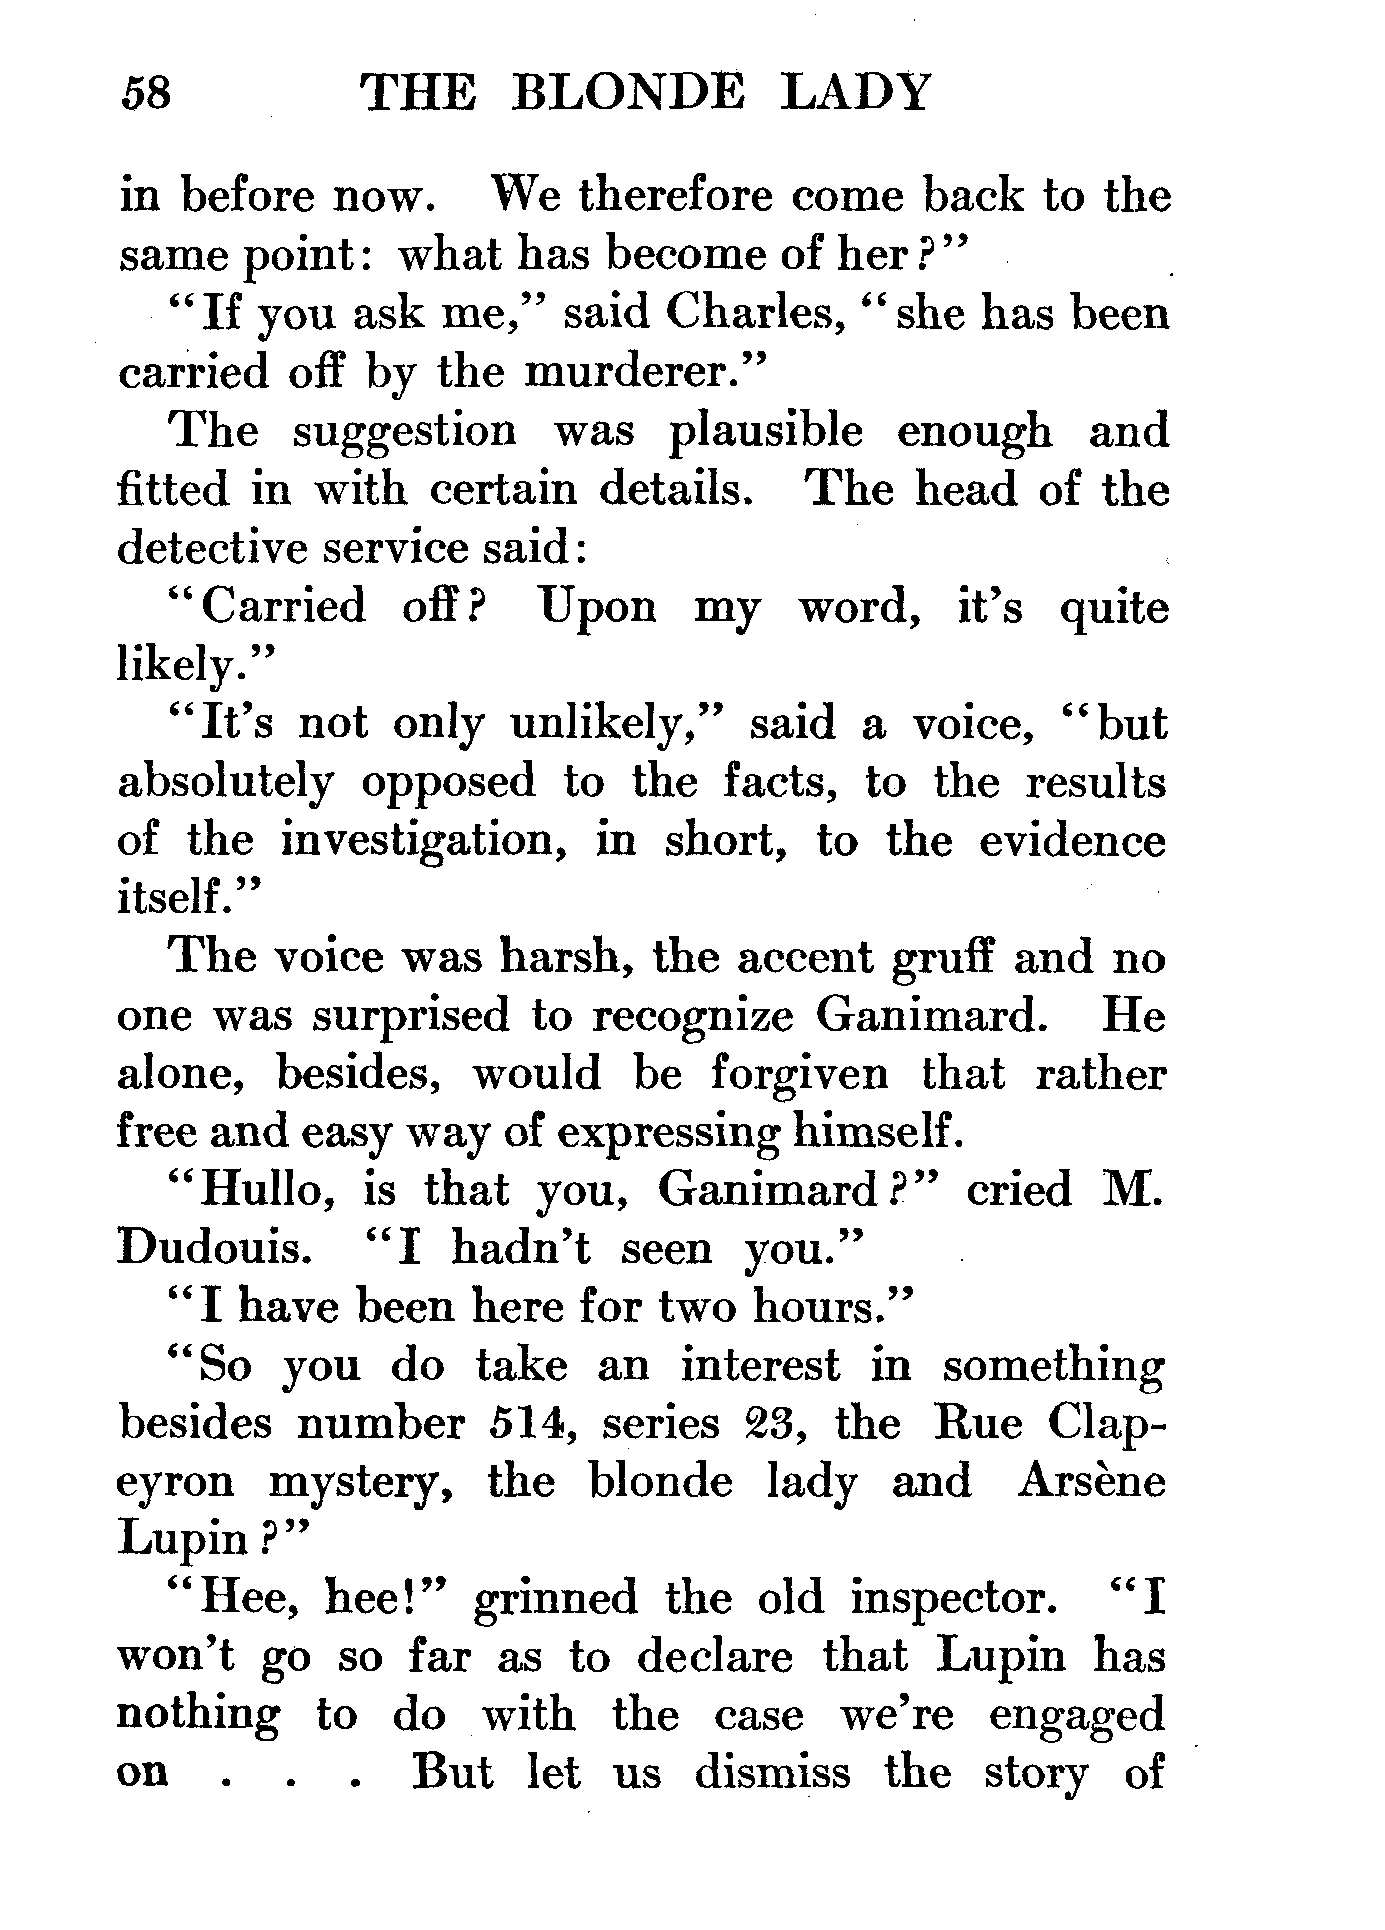 58 THE BLONDE LADY
in before now. We therefore come back to the
same point: what has become of her?”
“If you ask me,” said Charles, “she has been
carried off by the murderer.”
The suggestion was plausible enough and
fitted in with certain details. The head of the
detective service said:
“Carried off? Upon my word, it’s quite
likely.”
“It’s not only unlikely,” said a voice, “but
absolutely opposed to the facts, to the results
of the investigation, in short, to the evidence
itself.”
The voice was harsh, the accent gruff and no
one was surprised to recognize Ganimard. He
alone, besides, would be forgiven that rather
free and easy way of expressing himself.
“Hullo, is that you, Ganimard?” cried M.
Dudouis. “I hadn’t seen you.”
“I have been here for two hours.”
“So you do take an interest in something
besides number 514, series 23, the Rue Clap-
eyron mystery, the blonde lady and Arsène
Lupin?”
“Hee, hee!” grinned the old inspector. “I
won’t go so far as to declare that Lupin has
nothing to do with the case we’re engaged
on . . . But let us dismiss the story of